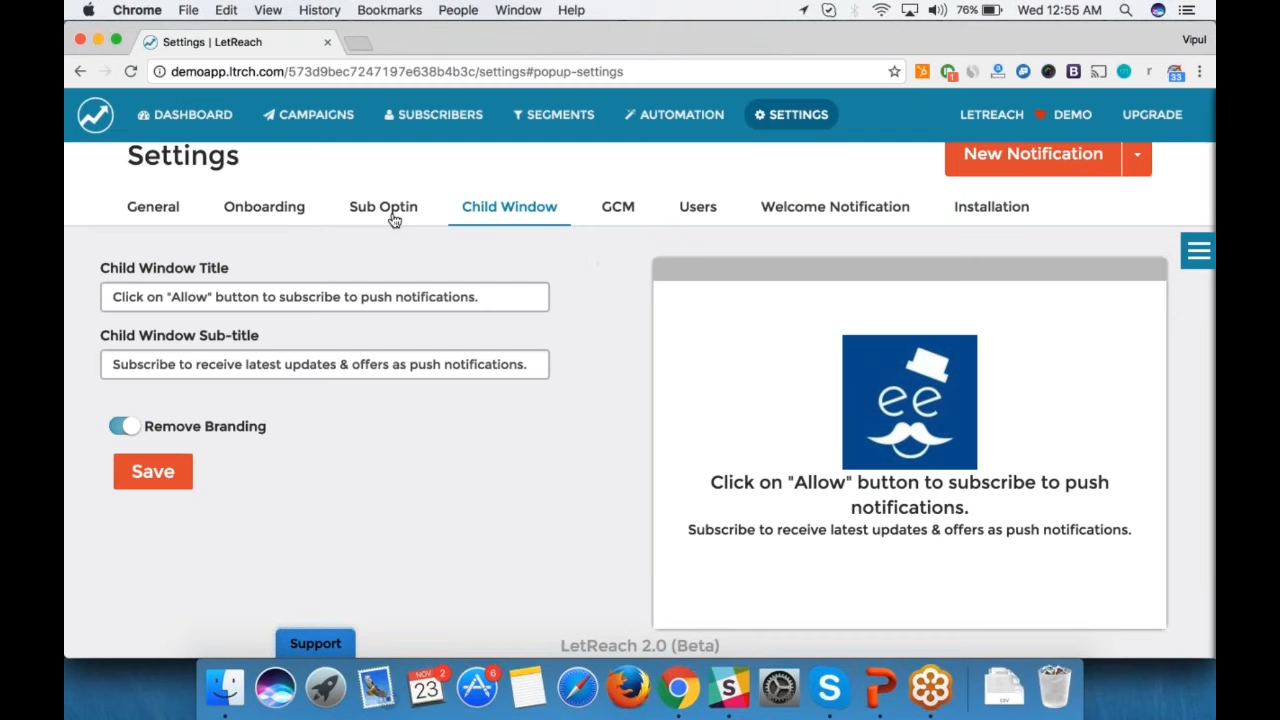 Chrome File Edit View History Bookmarks People Window Help 76% Wed 12:55 AM
Settings | LetReach Vipul
demoapp.ltrch.com/573d9bec7247197e638b4b3c/settings#popup-settings 1 B r 33
DASHBOARD CAMPAIGNS SUBSCRIBERS SEGMENTS AUTOMATION SETTINGS LETREACH DEMO UPGRADE
Settings New Notification
General Onboarding Sub Optin Child Window GCM Users Welcome Notification Installation
Child Window Title
Click on "Allow" button to subscribe to push notifications.
Child Window Sub-title
Subscribe to receive latest updates & offers as push notifications.
Remove Branding
Save
ee
Click on "Allow" button to subscribe to push
notifications.
Subscribe to receive latest updates & offers as push notifications.
Support
LetReach 2.0 (Beta)
NOV 2
23
6
S
S
P